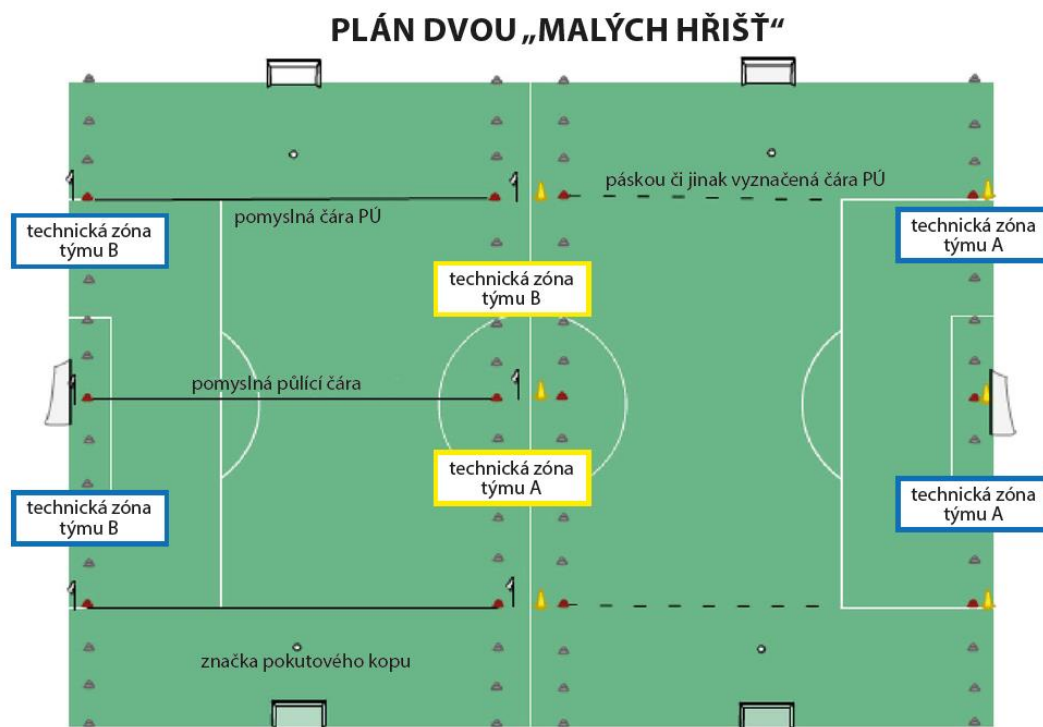 PLÁN DVOU „MALÝCH HŘIŠŤ“
páskou či jinak vyznačená čára PÚ
pomyslná čára PÚ
technická zóna
týmu B
technická zóna
týmu A
technická zóna
týmu B
pomyslná půlící čára
technická zóna
týmu A
technická zóna
týmu B
technická zóna
týmu A
značka pokutového kopu